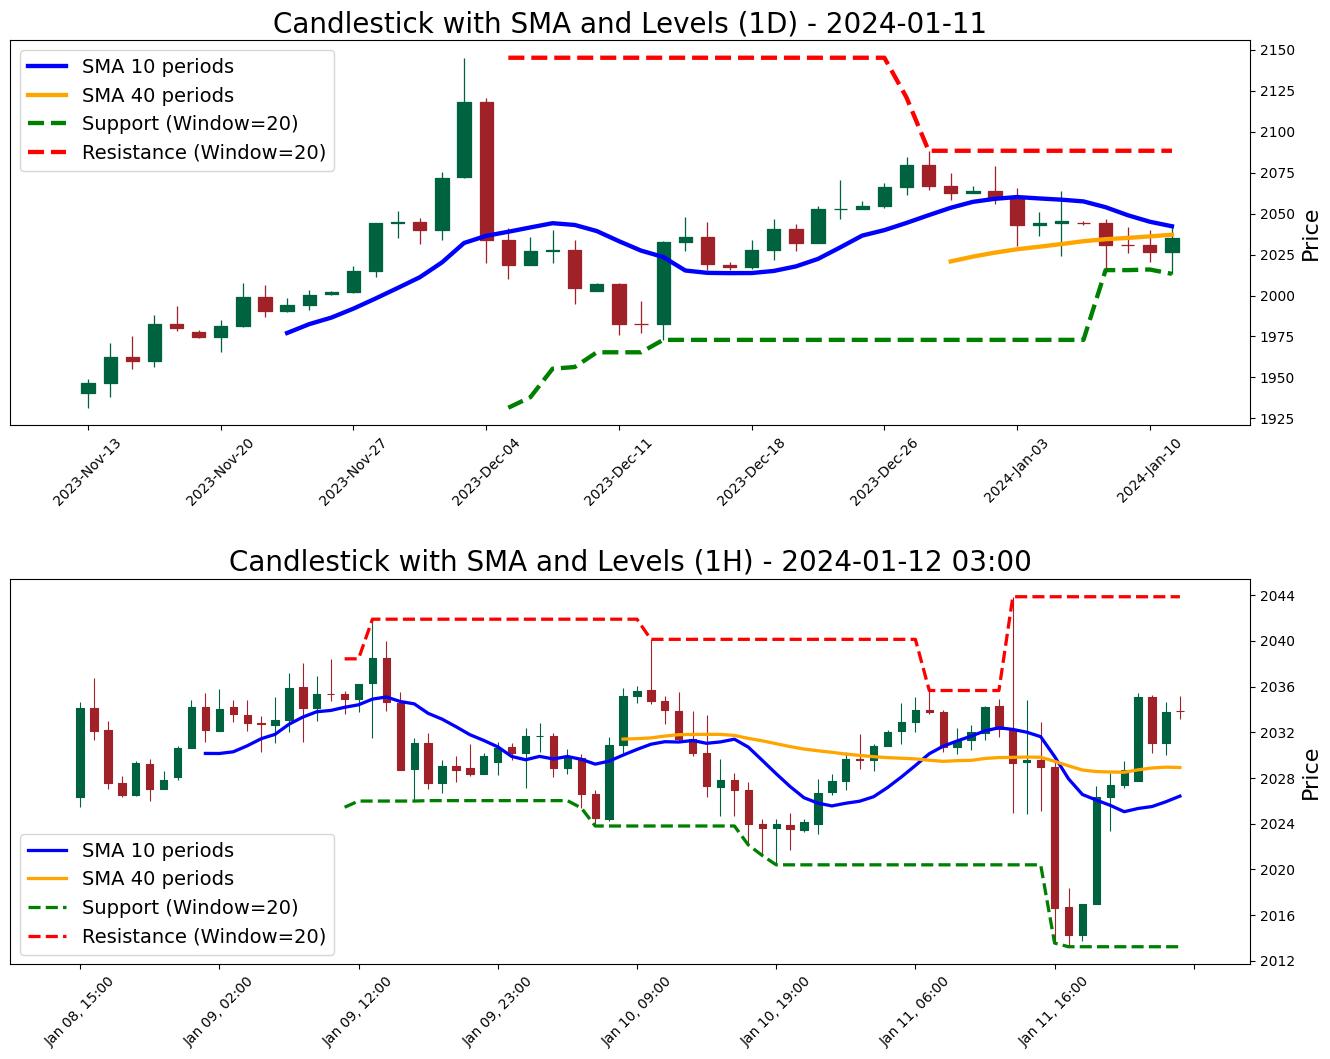 Candlestick with SMA and Levels (1D) - 2024-01-11
SMA 10 periods
SMA 40 periods
Support (Window=20)
Resistance (Window=20)
2150
2125
2100
2075
2050
2025
2000
1975
1950
1925
Price
2023-Nov-13
2023-Nov-20
2023-Nov-27
2023-Dec-04
2023-Dec-11
2023-Dec-18
2023-Dec-26
2024-Jan-03
2024-Jan-10
Candlestick with SMA and Levels (1H) - 2024-01-12 03:00
2044
2040
2036
2032
2028
2024
2020
2016
2012
Price
SMA 10 periods
SMA 40 periods
Support (Window=20)
Resistance (Window=20)
Jan 08, 15:00
Jan 09, 02:00
Jan 09, 12:00
Jan 09, 23:00
Jan 10, 09:00
Jan 10, 19:00
Jan 11, 06:00
Jan 11, 16:00